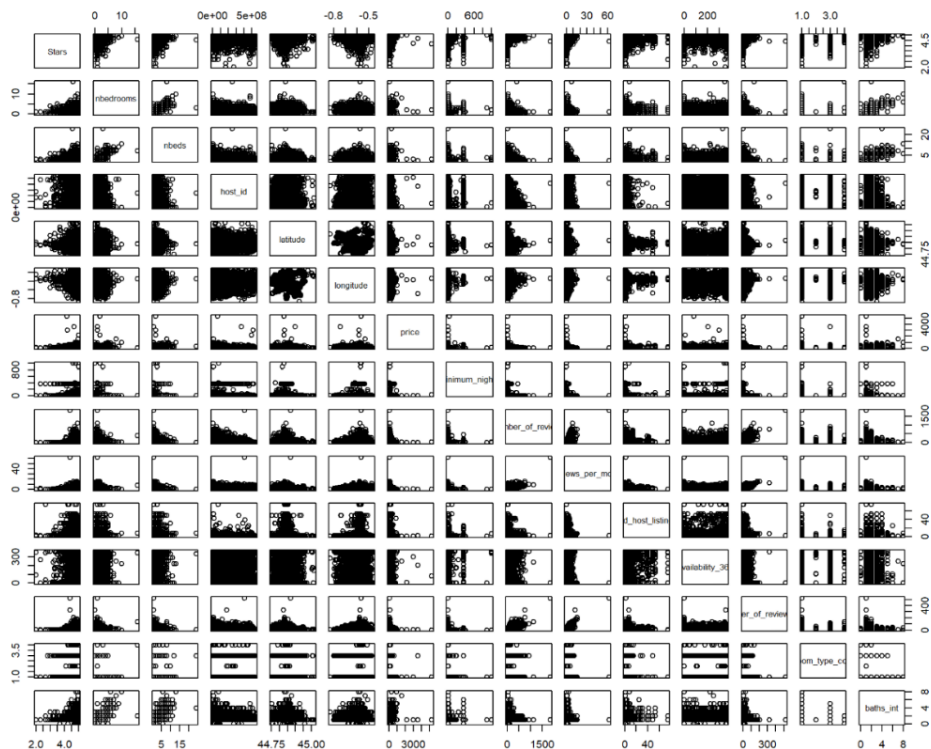 0 10 0e+00 5e+08 -0.8 -0.5 0 600 0 30 60 0 200 1.0 3.0
Stars 2.0 4.5
0 10 nbedrooms
nbeds 5 20
0e+00 host_id
latitude 44.75
-0.8 longitude
price 0 4000
0 800 inimum_nigh
mber_of_revie 0 1500
0 40 ews_per_mo
d_host_listin 0 40
0 300 vailability_36
er_of_review 0 400
1.0 3.5 om_type_co
baths_int 0 4 8
2.0 4.0 5 15 44.75 45.00 0 3000 0 1500 0 40 0 300 0 4 8